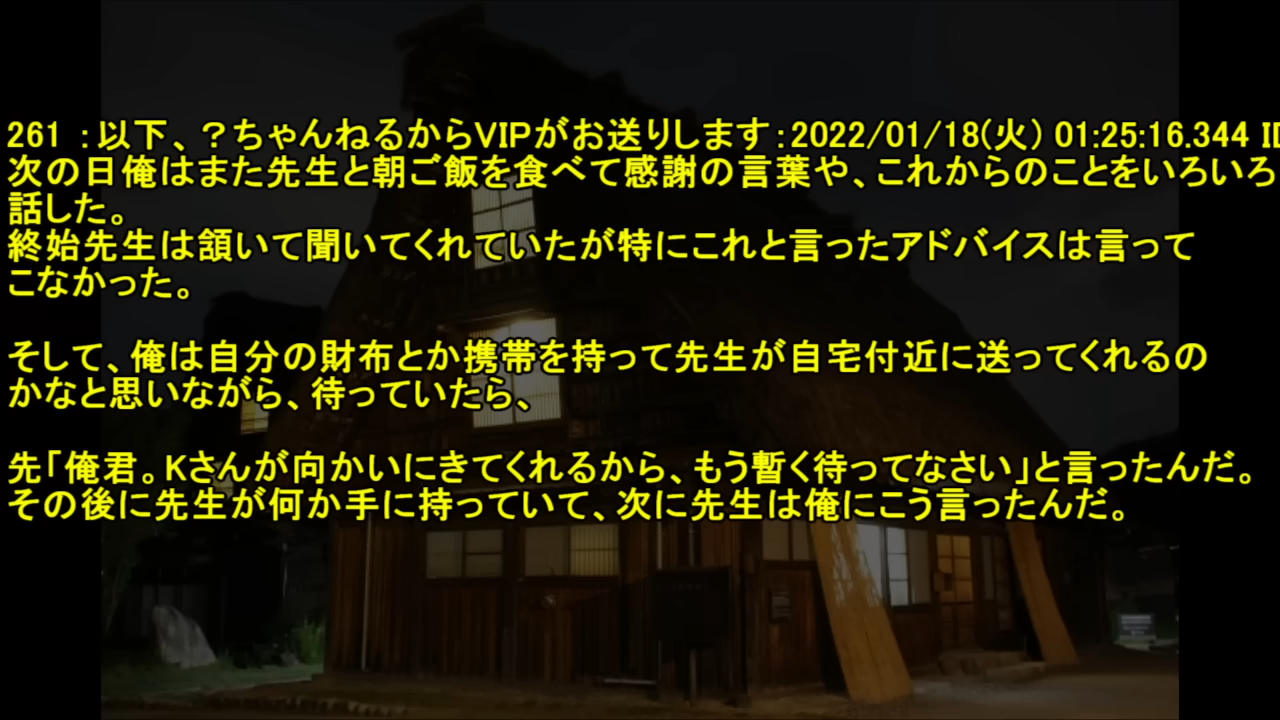 261 ：以下、？ちゃんねるからVIPがお送りします：2022/01/18(火) 01:25:16.344 ID
次の日俺はまた先生と朝ご飯を食べて感謝の言葉や、これからのことをいろいろ
話した。
終始先生は頷いて聞いてくれていたが特にこれと言ったアドバイスは言って
こなかった。
そして、俺は自分の財布とか携帯を持って先生が自宅付近に送ってくれるの
かなと思いながら、待っていたら、
先「俺君。Kさんが向かいにきてくれるから、もう暫く待ってなさい」と言ったんだ。
その後に先生が何か手に持っていて、次に先生は俺にこう言ったんだ。